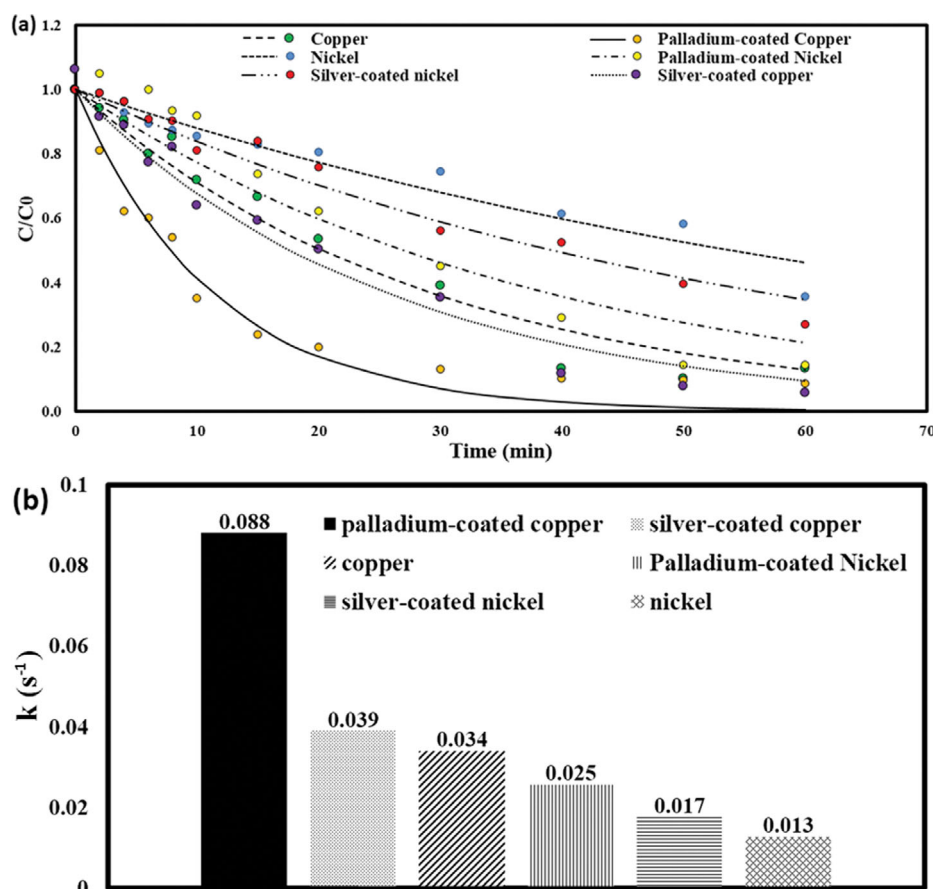 (a)
1.2
1.0
0.8
0.6
0.4
0.2
0.0
C/C0
Copper
Palladium-coated Copper
Nickel
Palladium-coated Nickel
Silver-coated nickel
Silver-coated copper
0 10 20 30 40 50 60 70
Time (min)
(b)
0.1
0.08
0.06
0.04
0.02
0
k (s⁻¹)
palladium-coated copper
silver-coated copper
copper
Palladium-coated Nickel
silver-coated nickel
nickel
0.088
0.039
0.034
0.025
0.017
0.013